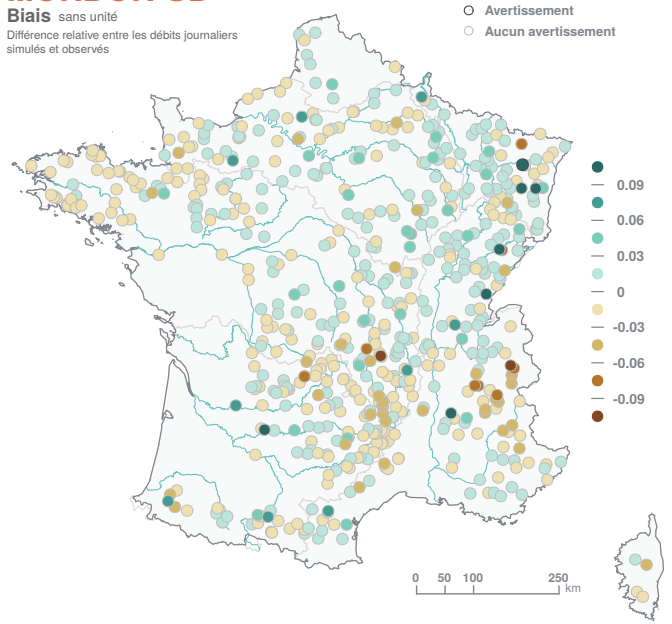 Biais sans unité
Différence relative entre les débits journaliers
simulés et observés
Avertissement
Aucun avertissement
0.09
0.06
0.03
0
-0.03
-0.06
-0.09
0 50 100 250
km